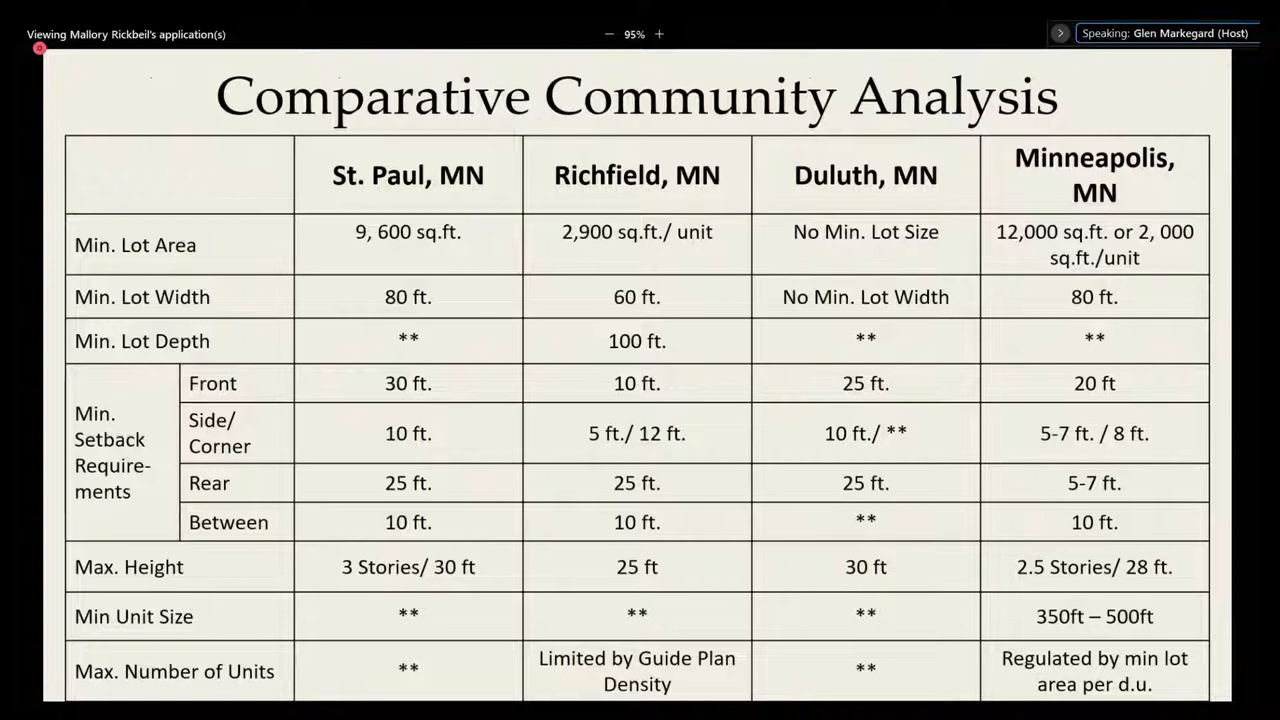 Viewing Mallory Rickbeil's application(s)
− 95% +
Speaking: Glen Markegard (Host)
Comparative Community Analysis
St. Paul, MN
Richfield, MN
Duluth, MN
Minneapolis,
MN
Min. Lot Area
9, 600 sq.ft.
2,900 sq.ft./ unit
No Min. Lot Size
12,000 sq.ft. or 2, 000
sq.ft./unit
Min. Lot Width
80 ft.
60 ft.
No Min. Lot Width
80 ft.
Min. Lot Depth
**
100 ft.
**
**
Min.
Setback
Require-
ments
Front
30 ft.
10 ft.
25 ft.
20 ft
Side/
Corner
10 ft.
5 ft./ 12 ft.
10 ft./ **
5-7 ft. / 8 ft.
Rear
25 ft.
25 ft.
25 ft.
5-7 ft.
Between
10 ft.
10 ft.
**
10 ft.
Max. Height
3 Stories/ 30 ft
25 ft
30 ft
2.5 Stories/ 28 ft.
Min Unit Size
**
**
**
350ft – 500ft
Max. Number of Units
**
Limited by Guide Plan
Density
**
Regulated by min lot
area per d.u.